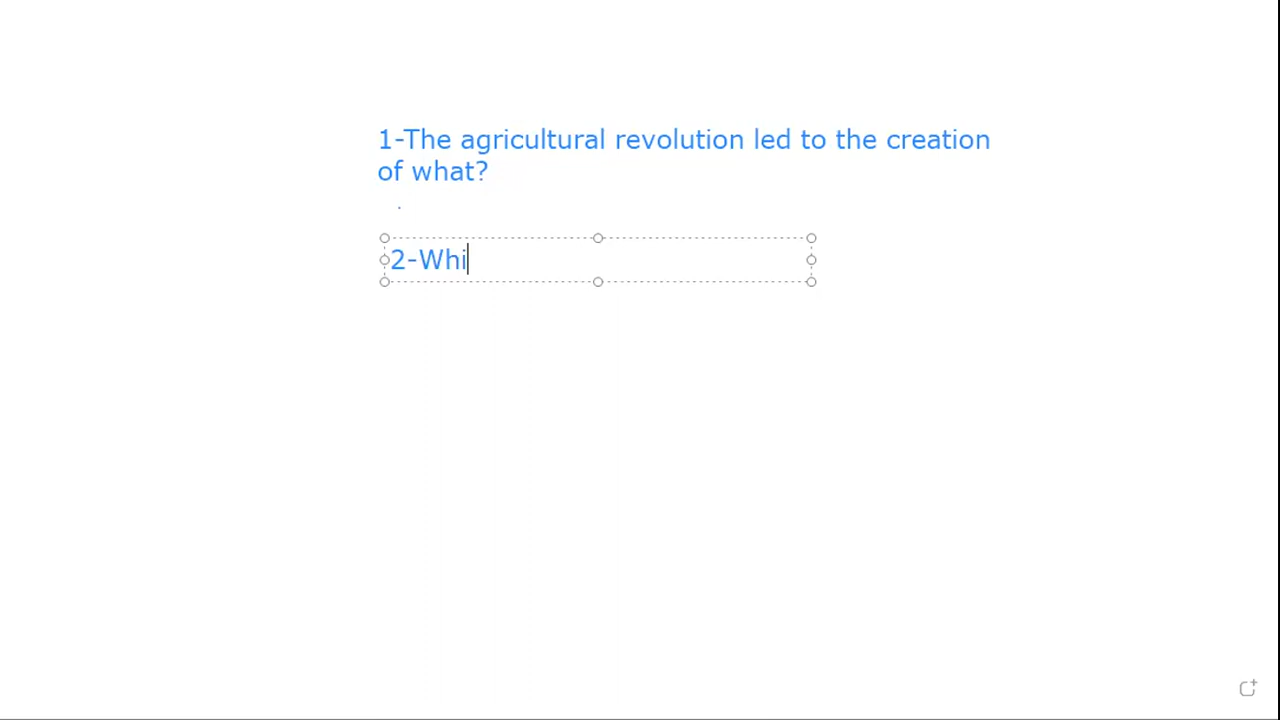 1-The agricultural revolution led to the creation
of what?
2-Whi